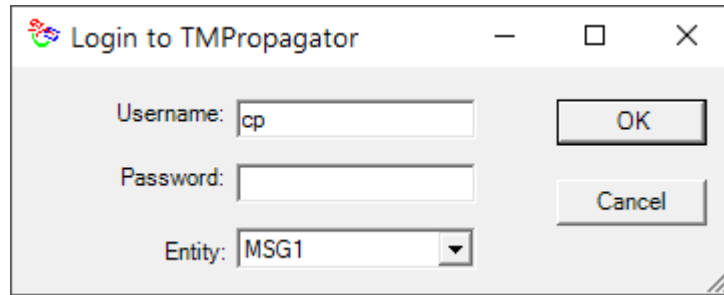 Login to TMPropagator
Username: cp
OK
Password:
Cancel
Entity: MSG1